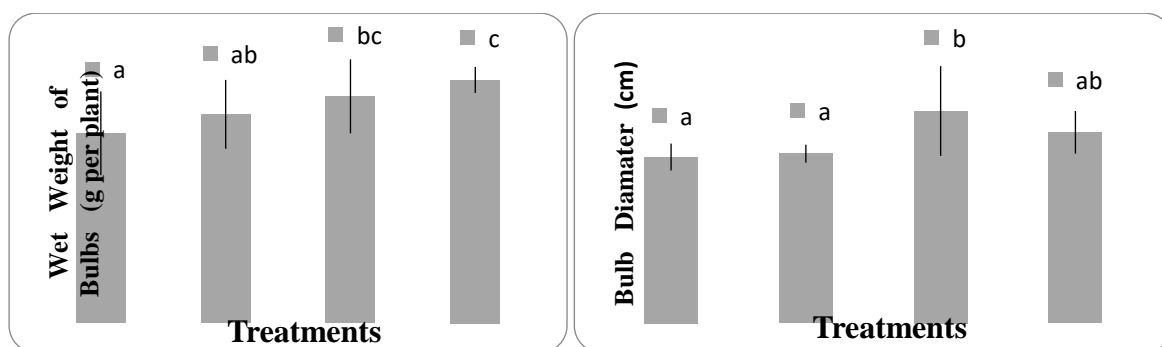 a
ab
bc
c
Wet Weight of
Bulbs (g per plant)
Treatments
a
a
b
ab
Bulb Diamater (cm)
Treatments